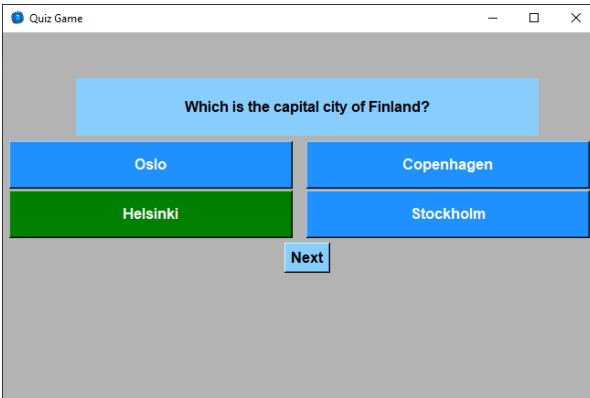 Quiz Game
Which is the capital city of Finland?
Oslo
Copenhagen
Helsinki
Stockholm
Next